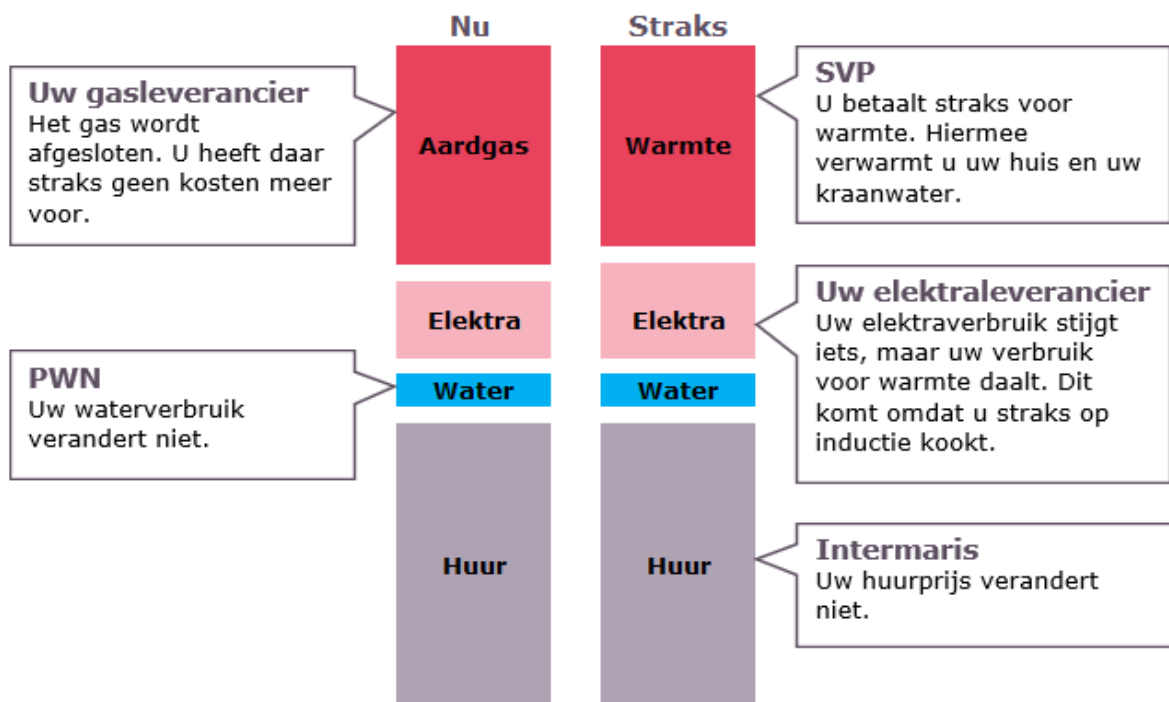 Nu
Straks
Uw gasleverancier
Het gas wordt
afgesloten. U heeft daar
straks geen kosten meer
voor.
Aardgas
Warmte
SVP
U betaalt straks voor
warmte. Hiermee
verwarmt u uw huis en uw
kraanwater.
Elektra
Elektra
Uw elektraleverancier
Uw elektraverbruik stijgt
iets, maar uw verbruik
voor warmte daalt. Dit
komt omdat u straks op
inductie kookt.
PWN
Uw waterverbruik
verandert niet.
Water
Water
Huur
Huur
Intermaris
Uw huurprijs verandert
niet.